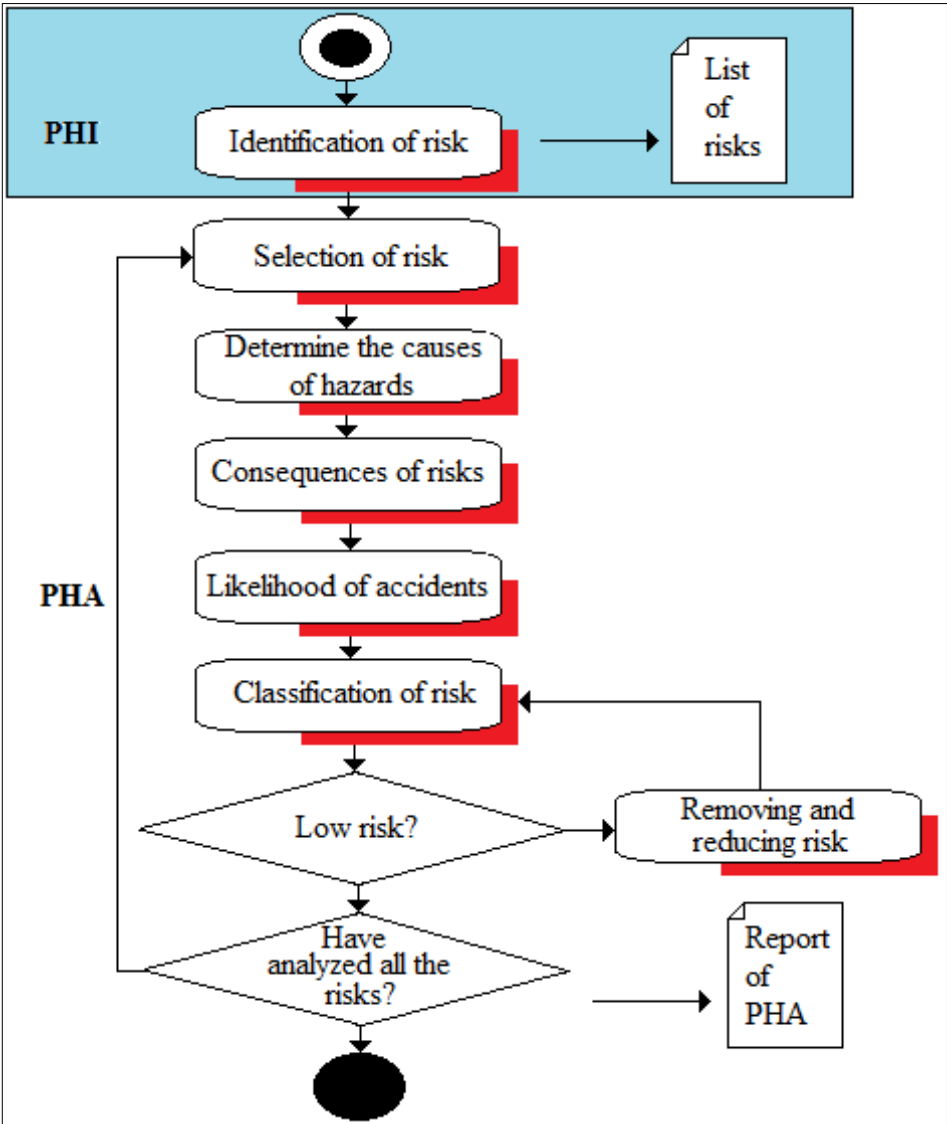 PHI
Identification of risk
List
of
risks
Selection of risk
Determine the causes
of hazards
Consequences of risks
PHA
Likelihood of accidents
Classification of risk
Low risk?
Removing and
reducing risk
Have
analyzed all the
risks?
Report
of
PHA